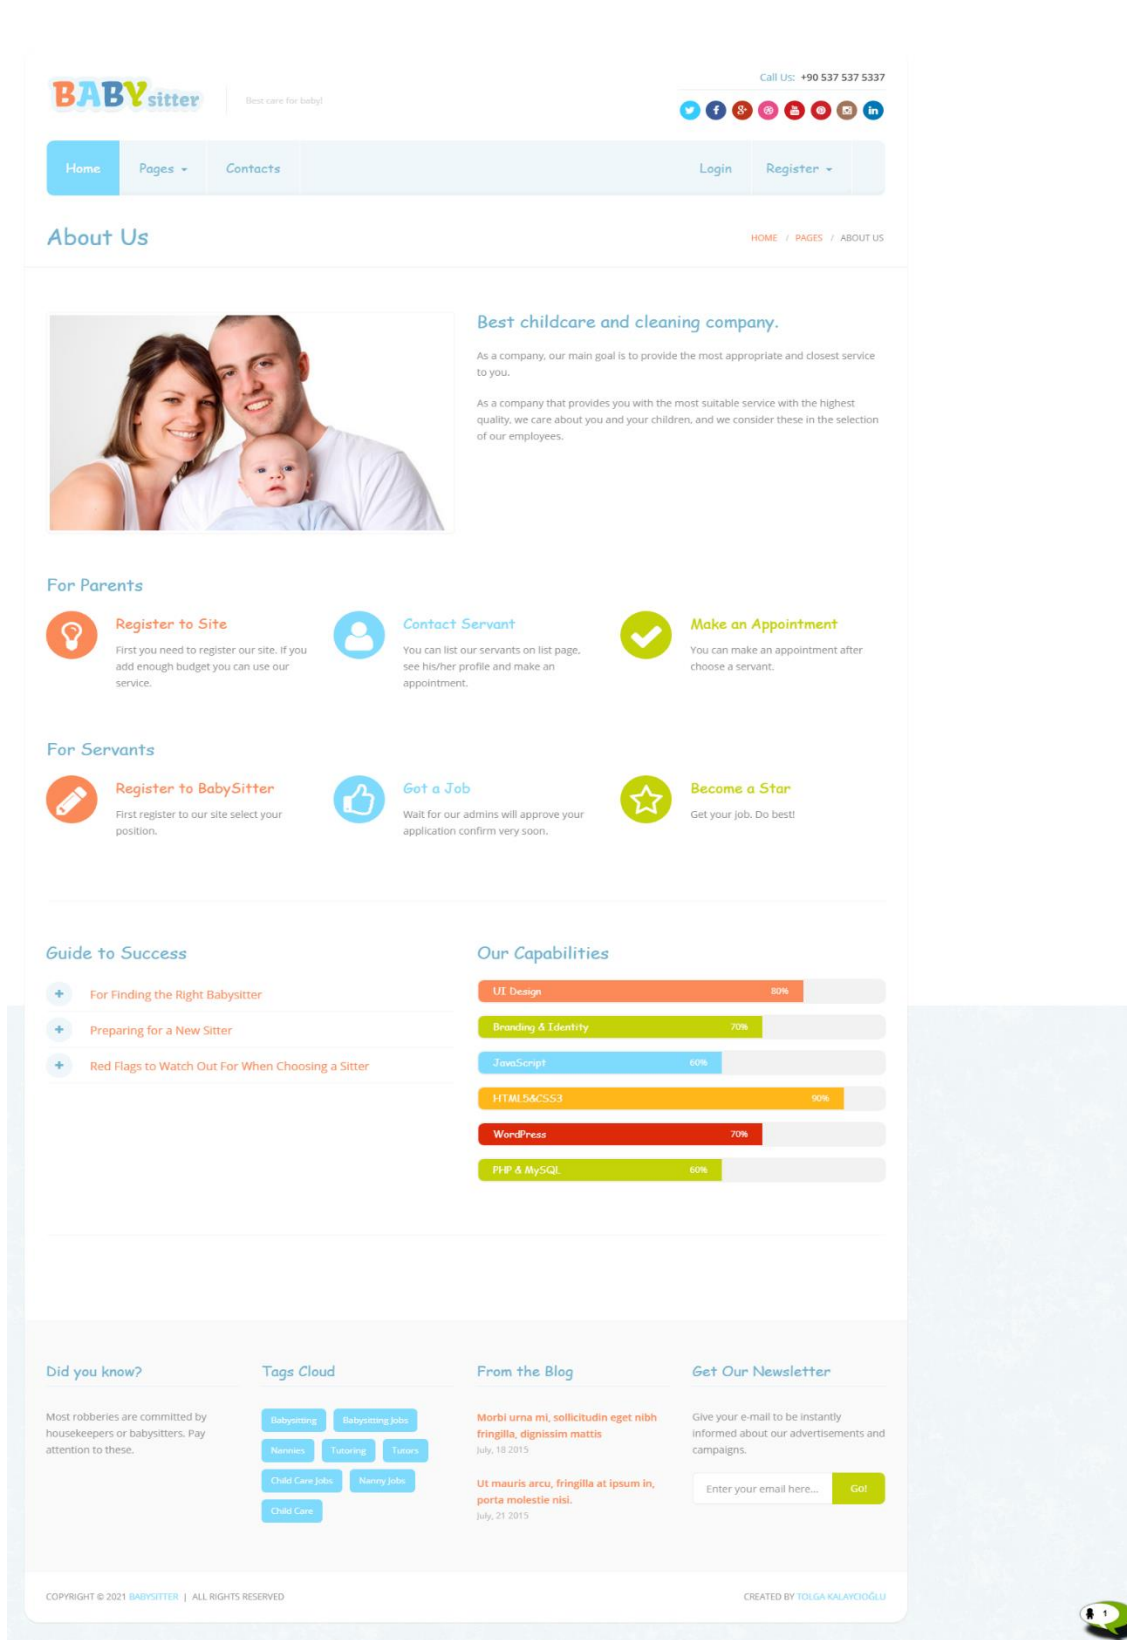 BABY sitter
Best care for baby!
Call Us: +90 537 537 5337
Home
Pages
Contacts
Login
Register
About Us
HOME / PAGES / ABOUT US
Best childcare and cleaning company.
As a company, our main goal is to provide the most appropriate and closest service
to you.
As a company that provides you with the most suitable service with the highest
quality, we care about you and your children, and we consider these in the selection
of our employees.
For Parents
Register to Site
First you need to register our site. If you
add enough budget you can use our
service.
Contact Servant
You can list our servants on list page,
see his/her profile and make an
appointment.
Make an Appointment
You can make an appointment after
choose a servant.
For Servants
Register to BabySitter
First register to our site select your
position.
Got a Job
Wait for our admins will approve your
application confirm very soon.
Become a Star
Get your job. Do best!
Guide to Success
For Finding the Right Babysitter
Preparing for a New Sitter
Red Flags to Watch Out For When Choosing a Sitter
Our Capabilities
UI Design 80%
Branding & Identity 70%
JavaScript 60%
HTML5&CSS3 90%
WordPress 70%
PHP & MySQL 60%
Did you know?
Most robberies are committed by
housekeepers or babysitters. Pay
attention to these.
Tags Cloud
Babysitting Babysitting Jobs
Nannies Tutoring Tutors
Child Care Jobs Nanny Jobs
Child Care
From the Blog
Morbi urna mi, sollicitudin eget nibh
fringilla, dignissim mattis
July, 18 2015
Ut mauris arcu, fringilla at ipsum in,
porta molestie nisi.
July, 21 2015
Get Our Newsletter
Give your e-mail to be instantly
informed about our advertisements and
campaigns.
Enter your email here... Go!
COPYRIGHT © 2021 BABYSITTER | ALL RIGHTS RESERVED
CREATED BY TOLGA KALAYCIOĞLU
1